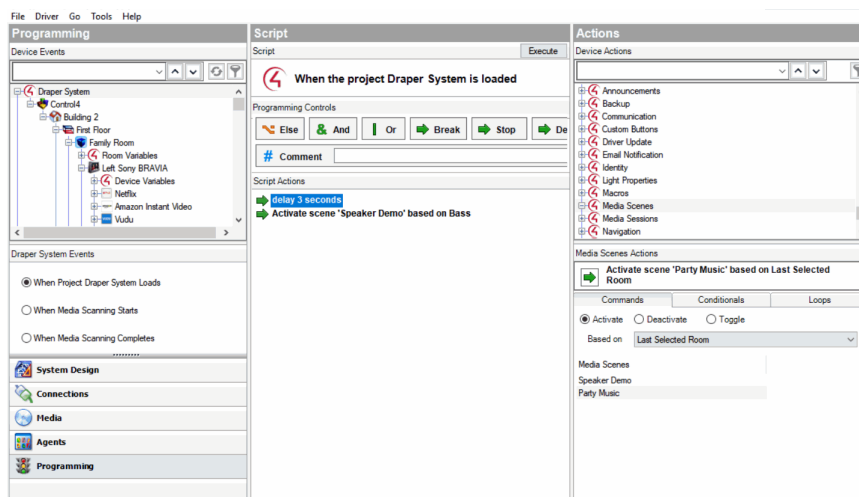 File Driver Go Tools Help
Programming
Device Events
Draper System
Control4
Building 2
First Floor
Family Room
Room Variables
Left Sony BRAVIA
Device Variables
Netflix
Amazon Instant Video
Vudu
Draper System Events
When Project Draper System Loads
When Media Scanning Starts
When Media Scanning Completes
System Design
Connections
Media
Agents
Programming
Script
Script Execute
When the project Draper System is loaded
Programming Controls
Else And Or Break Stop De
# Comment
Script Actions
delay 3 seconds
Activate scene 'Speaker Demo' based on Bass
Actions
Device Actions
Announcements
Backup
Communication
Custom Buttons
Driver Update
Email Notification
Identity
Light Properties
Macros
Media Scenes
Media Sessions
Navigation
Media Scenes Actions
Activate scene 'Party Music' based on Last Selected
Room
Commands Conditionals Loops
Activate Deactivate Toggle
Based on Last Selected Room
Media Scenes
Speaker Demo
Party Music